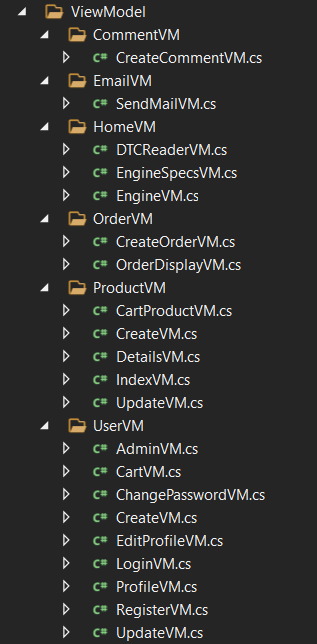 ViewModel
CommentVM
C# CreateCommentVM.cs
EmailVM
C# SendMailVM.cs
HomeVM
C# DTCReaderVM.cs
C# EngineSpecsVM.cs
C# EngineVM.cs
OrderVM
C# CreateOrderVM.cs
C# OrderDisplayVM.cs
ProductVM
C# CartProductVM.cs
C# CreateVM.cs
C# DetailsVM.cs
C# IndexVM.cs
C# UpdateVM.cs
UserVM
C# AdminVM.cs
C# CartVM.cs
C# ChangePasswordVM.cs
C# CreateVM.cs
C# EditProfileVM.cs
C# LoginVM.cs
C# ProfileVM.cs
C# RegisterVM.cs
C# UpdateVM.cs